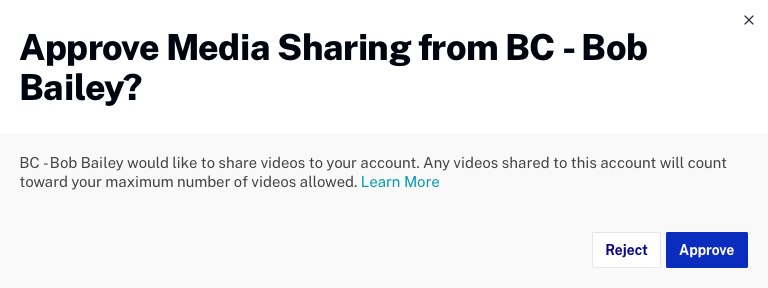 Approve Media Sharing from BC - Bob
Bailey?
BC - Bob Bailey would like to share videos to your account. Any videos shared to this account will count
toward your maximum number of videos allowed. Learn More
Reject Approve